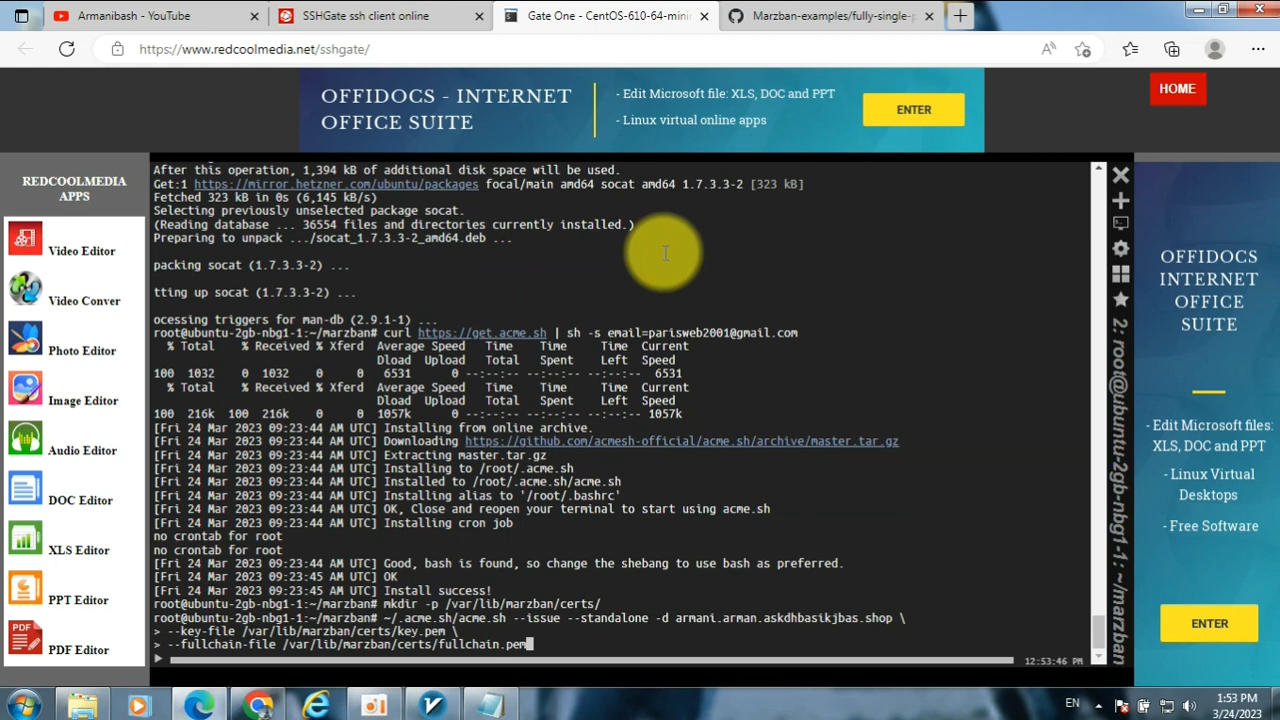 Armanibash - YouTube
SSHGate ssh client online
Gate One - CentOS-610-64-mini
Marzban-examples/fully-single-p
https://www.redcoolmedia.net/sshgate/
OFFIDOCS - INTERNET
OFFICE SUITE
- Edit Microsoft file: XLS, DOC and PPT
- Linux virtual online apps
ENTER
HOME
REDCOOLMEDIA
APPS
Video Editor
Video Conver
Photo Editor
Image Editor
Audio Editor
DOC Editor
XLS Editor
PPT Editor
PDF Editor
After this operation, 1,394 kB of additional disk space will be used.
Get:1 https://mirror.hetzner.com/ubuntu/packages focal/main amd64 socat amd64 1.7.3.3-2 [323 kB]
Fetched 323 kB in 0s (6,145 kB/s)
Selecting previously unselected package socat.
(Reading database ... 36554 files and directories currently installed.)
Preparing to unpack .../socat_1.7.3.3-2_amd64.deb ...
packing socat (1.7.3.3-2) ...
tting up socat (1.7.3.3-2) ...
ocessing triggers for man-db (2.9.1-1) ...
root@ubuntu-2gb-nbg1-1:~/marzban# curl https://get.acme.sh | sh -s email=parisweb2001@gmail.com
% Total % Received % Xferd Average Speed Time Time Time Current
Dload Upload Total Spent Left Speed
100 1032 0 1032 0 0 6531 0 --:--:-- --:--:-- --:--:-- 6531
% Total % Received % Xferd Average Speed Time Time Time Current
Dload Upload Total Spent Left Speed
100 216k 100 216k 0 0 1057k 0 --:--:-- --:--:-- --:--:-- 1057k
[Fri 24 Mar 2023 09:23:44 AM UTC] Installing from online archive.
[Fri 24 Mar 2023 09:23:44 AM UTC] Downloading https://github.com/acmesh-official/acme.sh/archive/master.tar.gz
[Fri 24 Mar 2023 09:23:44 AM UTC] Extracting master.tar.gz
[Fri 24 Mar 2023 09:23:44 AM UTC] Installing to /root/.acme.sh
[Fri 24 Mar 2023 09:23:44 AM UTC] Installed to /root/.acme.sh/acme.sh
[Fri 24 Mar 2023 09:23:44 AM UTC] Installing alias to '/root/.bashrc'
[Fri 24 Mar 2023 09:23:44 AM UTC] OK, Close and reopen your terminal to start using acme.sh
[Fri 24 Mar 2023 09:23:44 AM UTC] Installing cron job
no crontab for root
no crontab for root
[Fri 24 Mar 2023 09:23:44 AM UTC] Good, bash is found, so change the shebang to use bash as preferred.
[Fri 24 Mar 2023 09:23:45 AM UTC] OK
[Fri 24 Mar 2023 09:23:45 AM UTC] Install success!
root@ubuntu-2gb-nbg1-1:~/marzban# mkdir -p /var/lib/marzban/certs/
root@ubuntu-2gb-nbg1-1:~/marzban# ~/.acme.sh/acme.sh --issue --standalone -d armani.arman.askdhbasikjbas.shop \
> --key-file /var/lib/marzban/certs/key.pem \
> --fullchain-file /var/lib/marzban/certs/fullchain.pem
12:53:46 PM
2: root@ubuntu-2gb-nbg1-1: ~/marzban
OFFIDOCS
INTERNET
OFFICE
SUITE
- Edit Microsoft files:
XLS, DOC and PPT
- Linux Virtual
Desktops
- Free Software
ENTER
EN
1:53 PM
3/24/2023